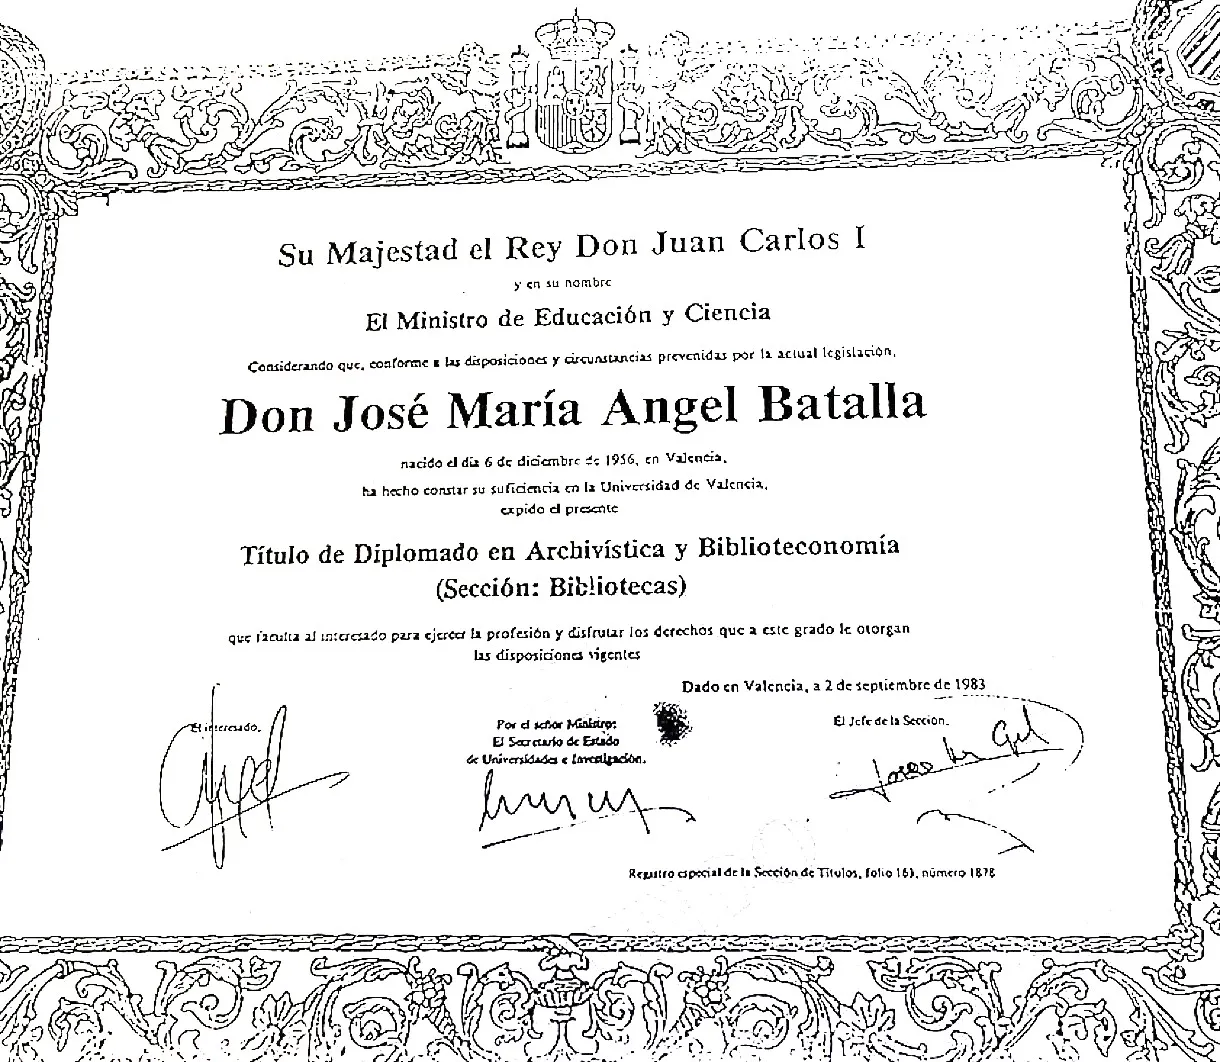 Su Majestad el Rey Don Juan Carlos I
y en su nombre
El Ministro de Educación y Ciencia
Considerando que, conforme a las disposiciones y circunstancias prevenidas por la actual legislación,
Don José María Angel Batalla
nacido el día 6 de diciembre de 1956, en Valencia,
ha hecho constar su suficiencia en la Universidad de Valencia,
expido el presente
Título de Diplomado en Archivística y Biblioteconomía
(Sección: Bibliotecas)
que faculta al interesado para ejercer la profesión y disfrutar los derechos que a este grado le otorgan
las disposiciones vigentes
Dado en Valencia, a 2 de septiembre de 1983
El interesado,
Por el señor Ministro:
El Secretario de Estado
de Universidades e Investigación,
El Jefe de la Sección,
Registro especial de la Sección de Títulos, folio 163, número 1878